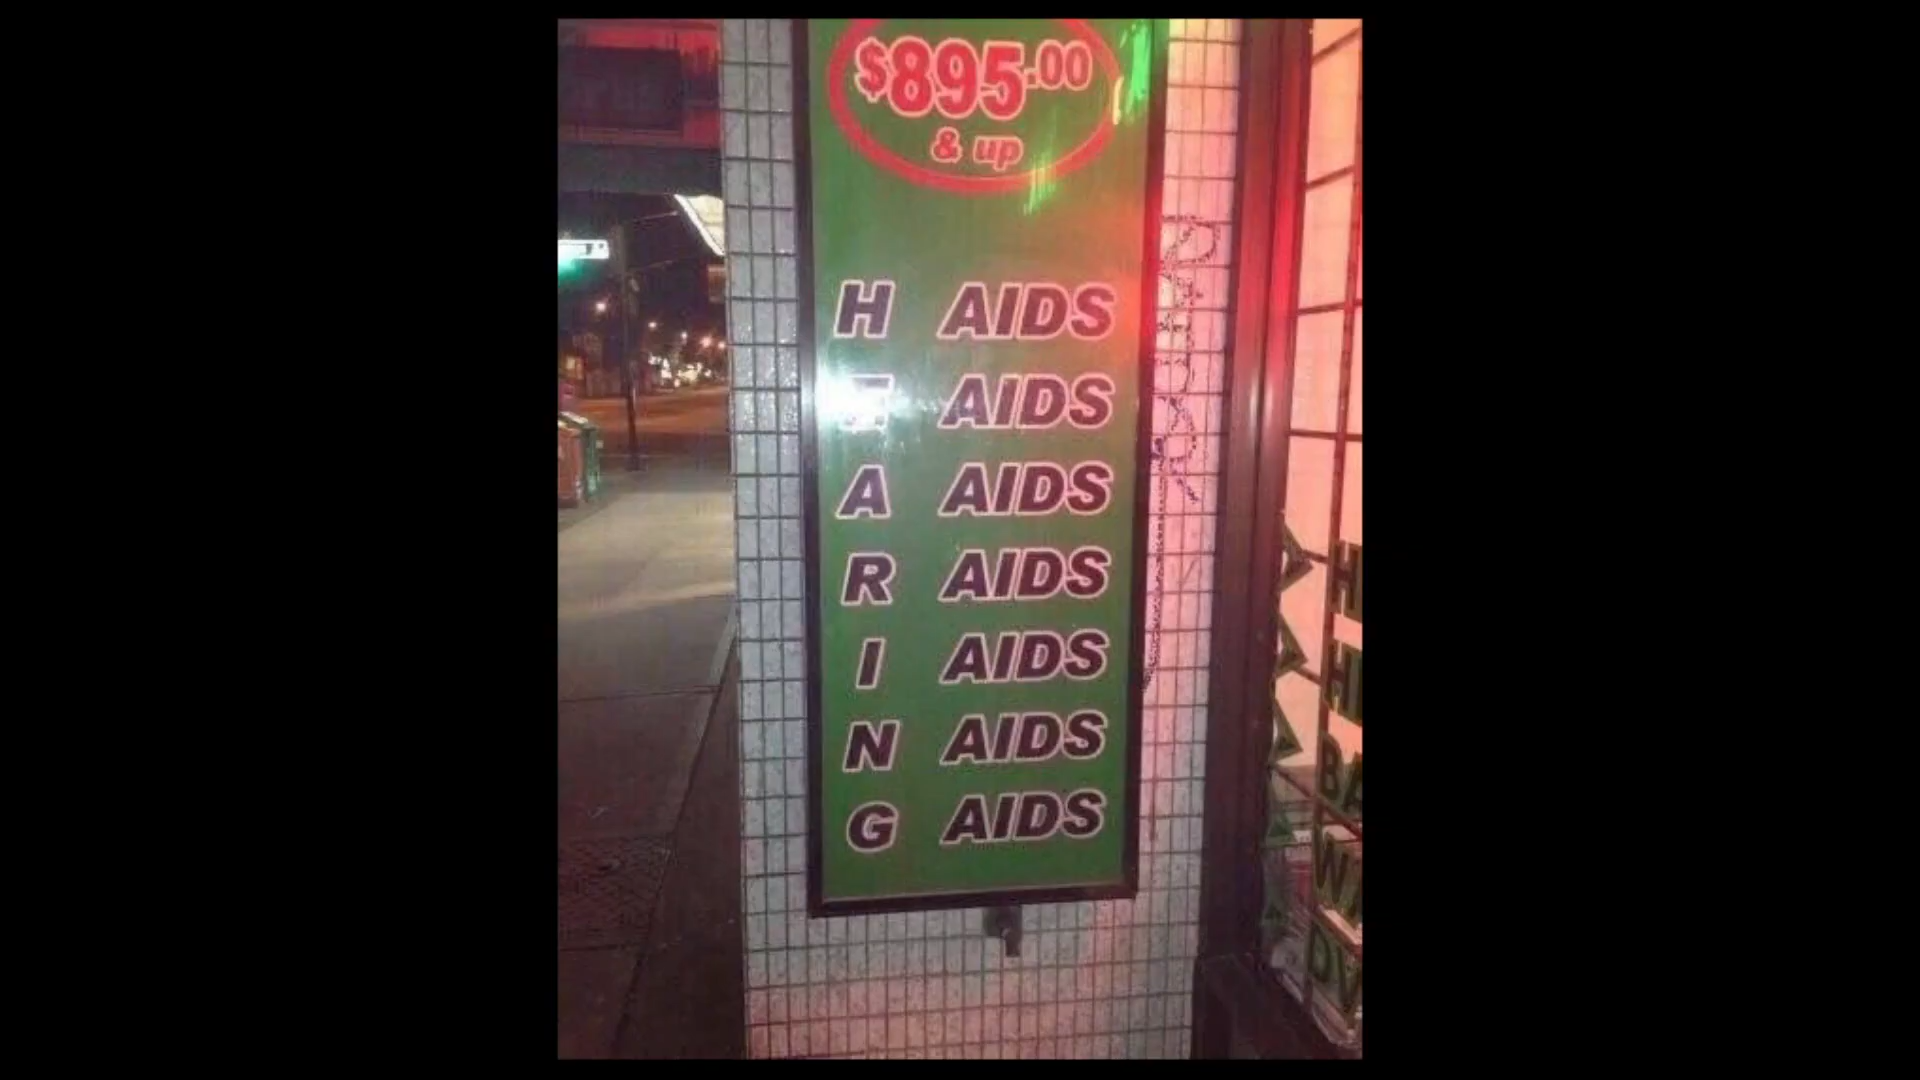 $895.00
& up
H AIDS
E AIDS
A AIDS
R AIDS
I AIDS
N AIDS
G AIDS